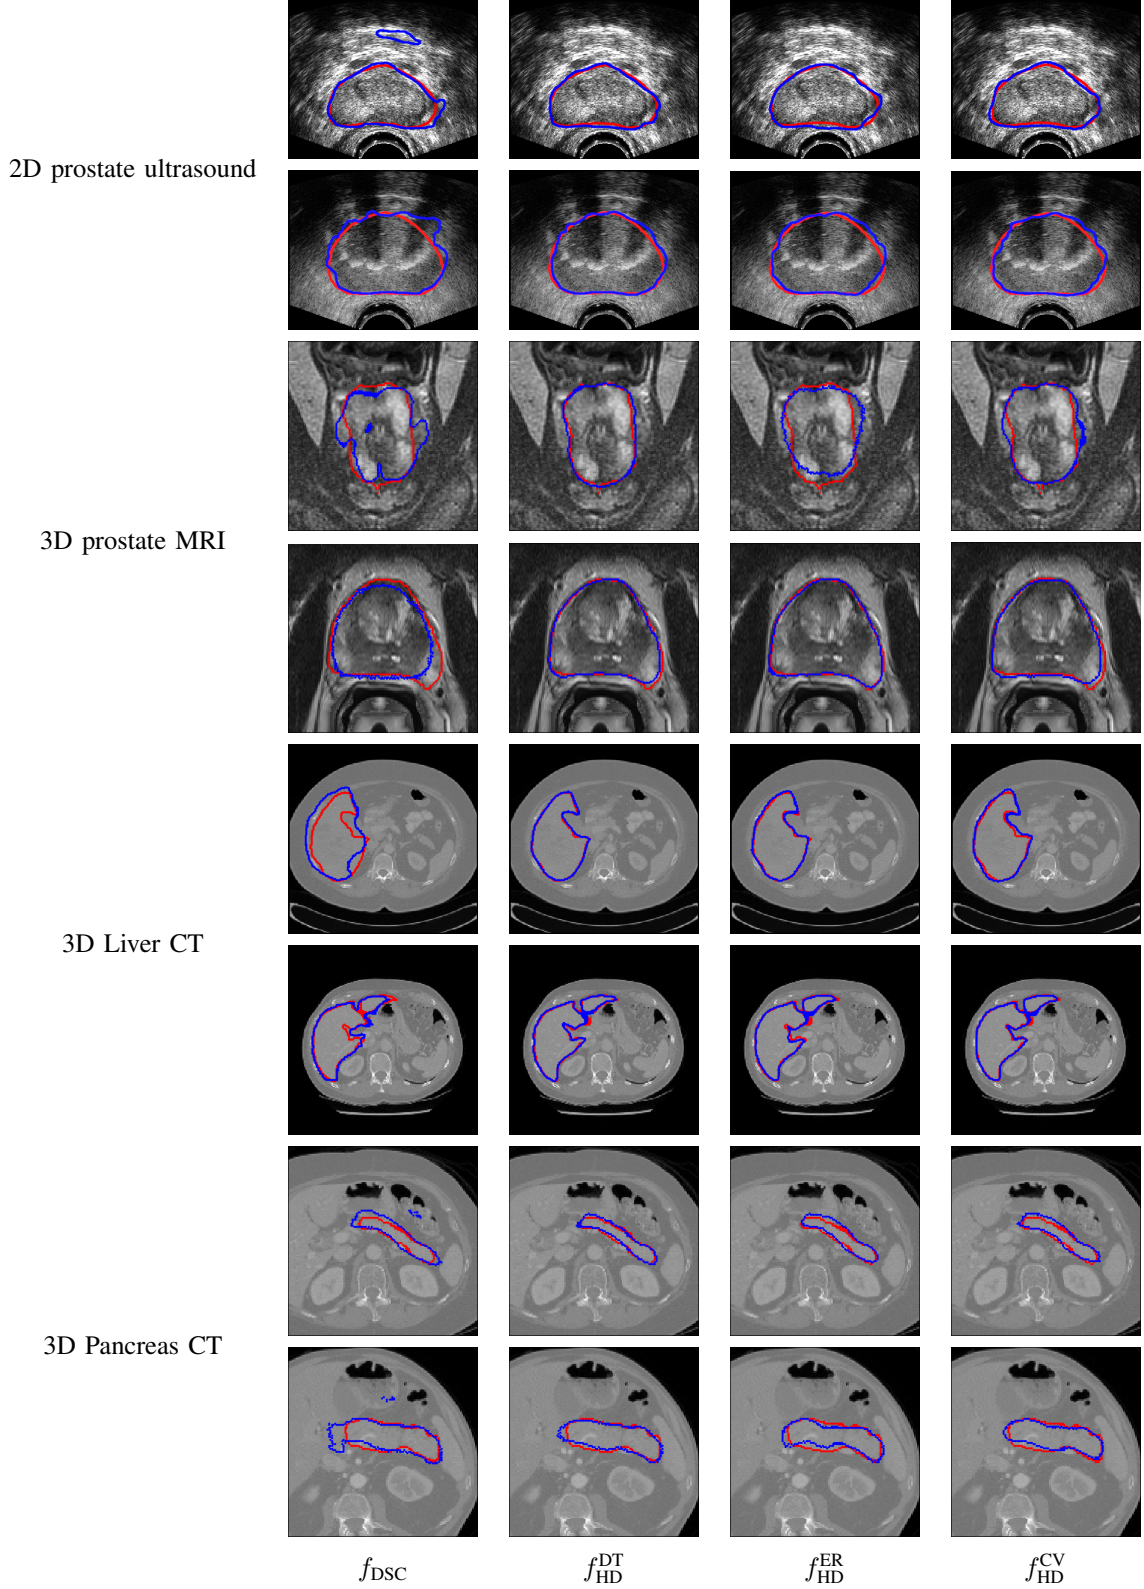 2D prostate ultrasound
3D prostate MRI
3D Liver CT
3D Pancreas CT
f_DSC f_HD^DT f_HD^ER f_HD^CV